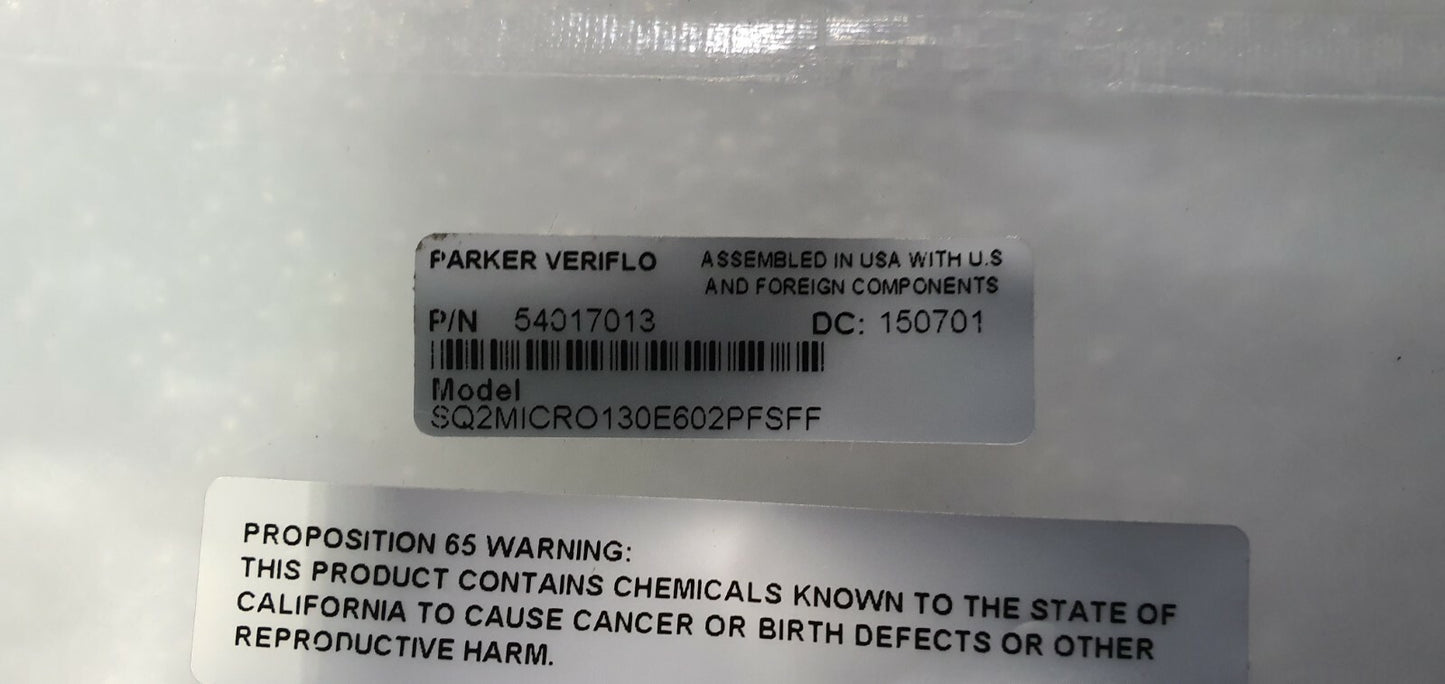 PARKER VERIFLO
ASSEMBLED IN USA WITH U.S
AND FOREIGN COMPONENTS
P/N 54017013
DC: 150701
Model
SQ2MICRO130E602PFSFF
PROPOSITION 65 WARNING:
THIS PRODUCT CONTAINS CHEMICALS KNOWN TO THE STATE OF
CALIFORNIA TO CAUSE CANCER OR BIRTH DEFECTS OR OTHER
REPRODUCTIVE HARM.